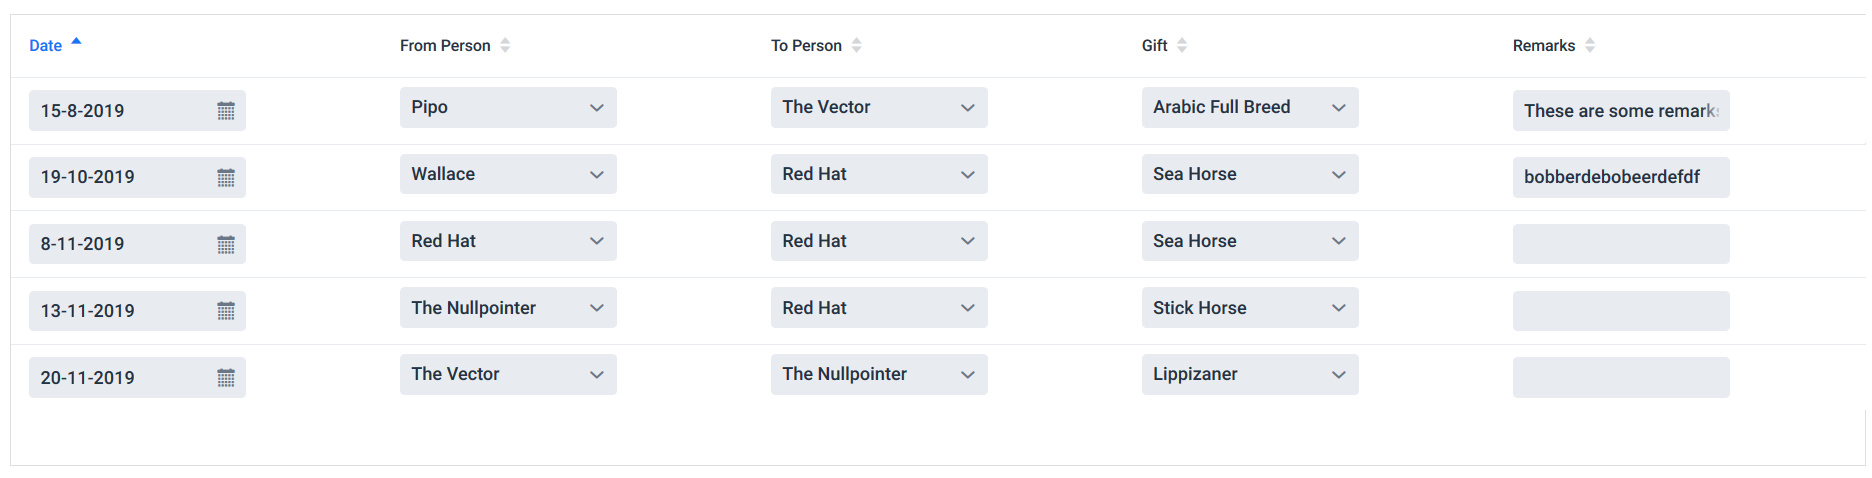 Date From Person To Person Gift Remarks
15-8-2019 Pipo The Vector Arabic Full Breed These are some remarks
19-10-2019 Wallace Red Hat Sea Horse bobberdebobeerdefdf
8-11-2019 Red Hat Red Hat Sea Horse
13-11-2019 The Nullpointer Red Hat Stick Horse
20-11-2019 The Vector The Nullpointer Lippizaner